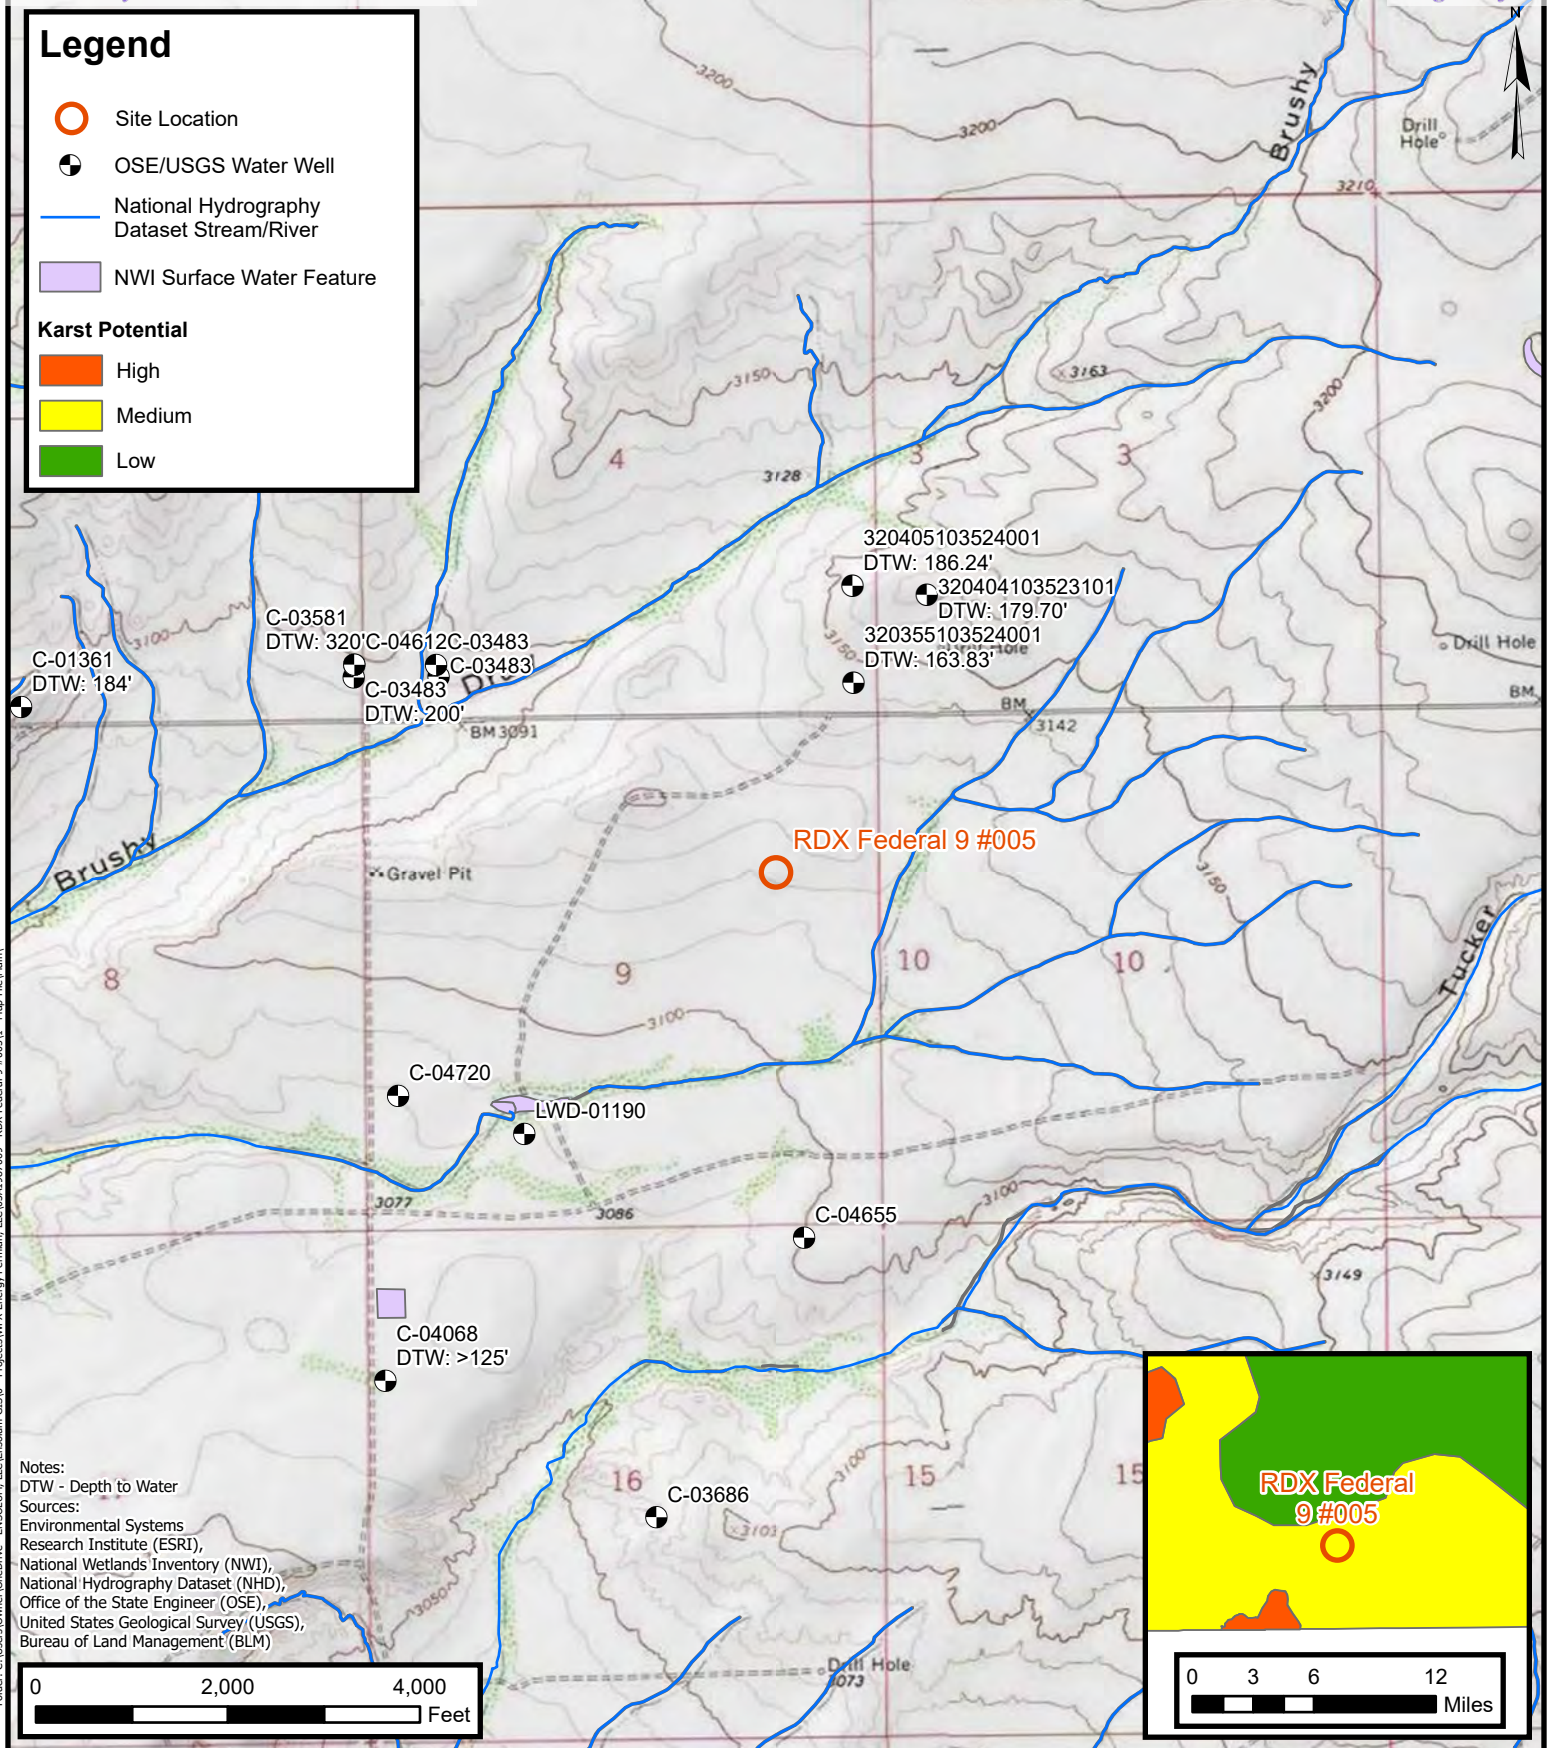 Legend
Site Location
OSE/USGS Water Well
National Hydrography
Dataset Stream/River
NWI Surface Water Feature
Karst Potential
High
Medium
Low
N
3200
3200
Brushy
Drill
Hole
3210
3150
3163
3200
4
3
3
3128
320405103524001
DTW: 186.24'
320404103523101
DTW: 179.70'
3150
320355103524001
DTW: 163.83'
Drill Hole
C-03581
DTW: 320'
C-04612
C-03483
C-03483
3100
C-01361
DTW: 184'
C-03483
DTW: 200'
BM 3091
BM
3142
BM
RDX Federal 9 #005
Brushy
Gravel Pit
3150
Tucker
8
9
10
10
3100
C-04720
LWD-01190
3077
3086
C-04655
3100
3149
C-04068
DTW: >125'
3100
16
15
15
C-03686
3103
3050
Drill Hole
3073
Notes:
DTW - Depth to Water
Sources:
Environmental Systems
Research Institute (ESRI),
National Wetlands Inventory (NWI),
National Hydrography Dataset (NHD),
Office of the State Engineer (OSE),
United States Geological Survey (USGS),
Bureau of Land Management (BLM)
0 2,000 4,000
Feet
RDX Federal
9 #005
0 3 6 12
Miles